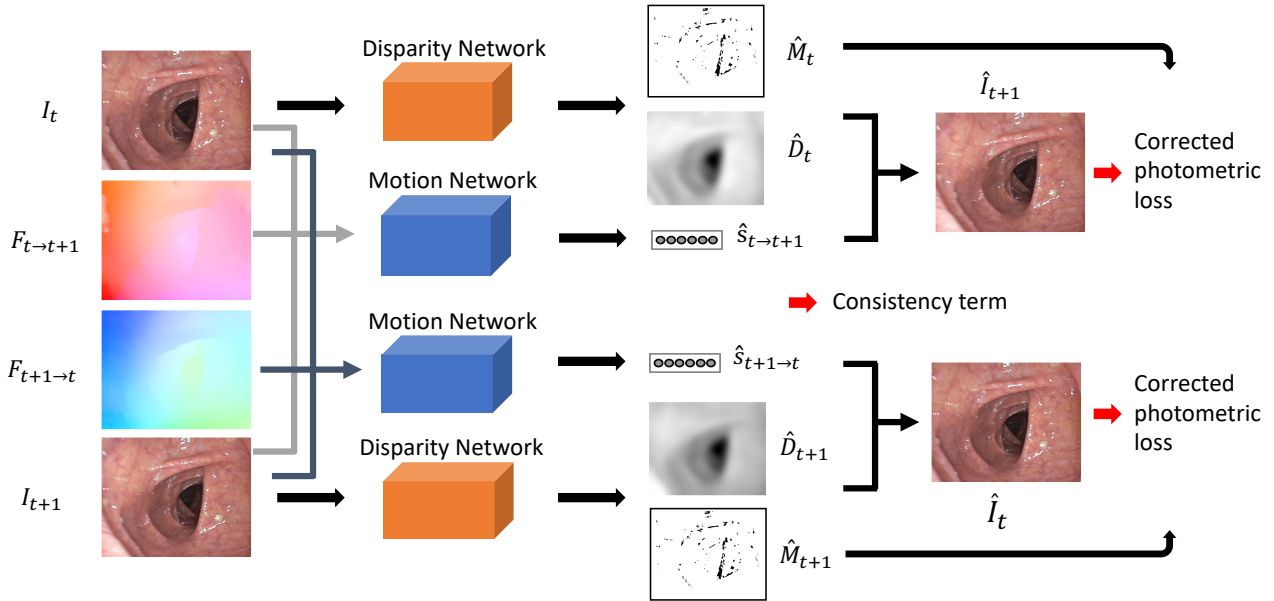 Disparity Network
I_t
M̂_t
Î_{t+1}
D̂_t
Corrected
photometric
loss
Motion Network
F_{t→t+1}
ŝ_{t→t+1}
Consistency term
Motion Network
F_{t+1→t}
ŝ_{t+1→t}
Corrected
photometric
loss
Disparity Network
D̂_{t+1}
I_{t+1}
Î_t
M̂_{t+1}